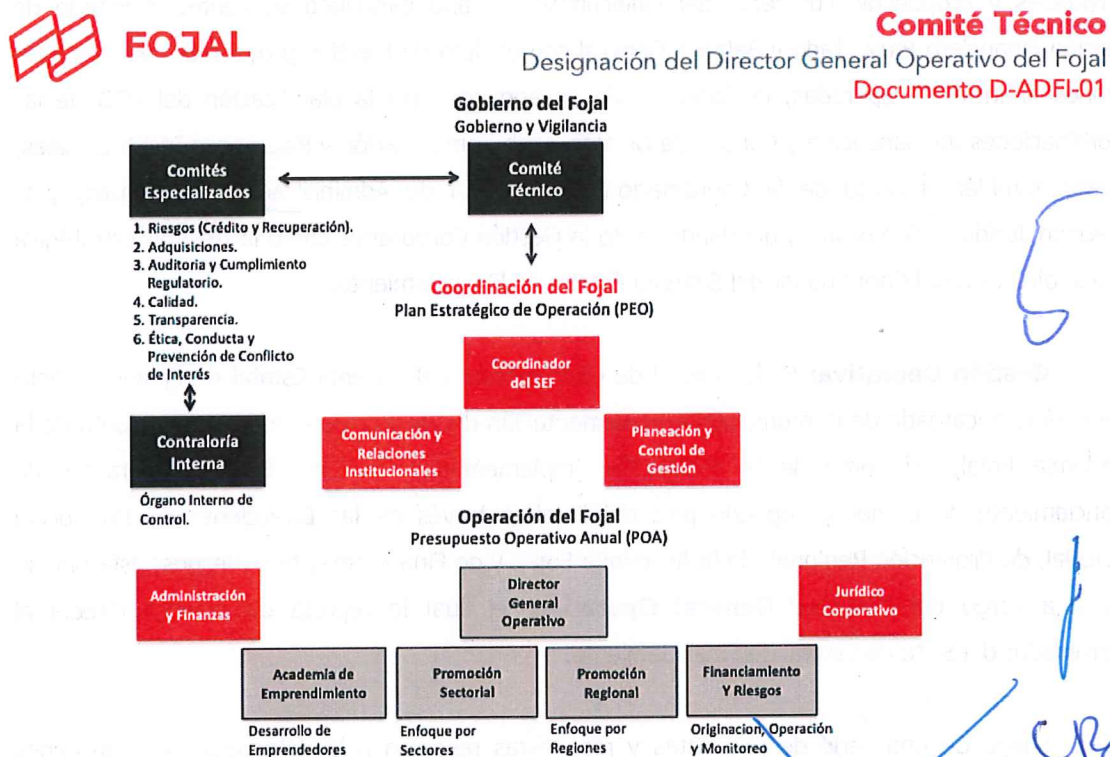 FOJAL
Comité Técnico
Designación del Director General Operativo del Fojal
Documento D-ADFI-01
Gobierno del Fojal
Gobierno y Vigilancia
Comités
Especializados
Comité
Técnico
1. Riesgos (Crédito y Recuperación).
2. Adquisiciones.
3. Auditoria y Cumplimiento
Regulatorio.
4. Calidad.
5. Transparencia.
6. Ética, Conducta y
Prevención de Conflicto
de Interés
Coordinación del Fojal
Plan Estratégico de Operación (PEO)
Coordinador
del SEF
Contraloría
Interna
Comunicación y
Relaciones
Institucionales
Planeación y
Control de
Gestión
Órgano Interno de
Control.
Operación del Fojal
Presupuesto Operativo Anual (POA)
Administración
y Finanzas
Director
General
Operativo
Jurídico
Corporativo
Academia de
Emprendimiento
Promoción
Sectorial
Promoción
Regional
Financiamiento
Y Riesgos
Desarrollo de
Emprendedores
Enfoque por
Sectores
Enfoque por
Regiones
Originacion, Operación
y Monitoreo